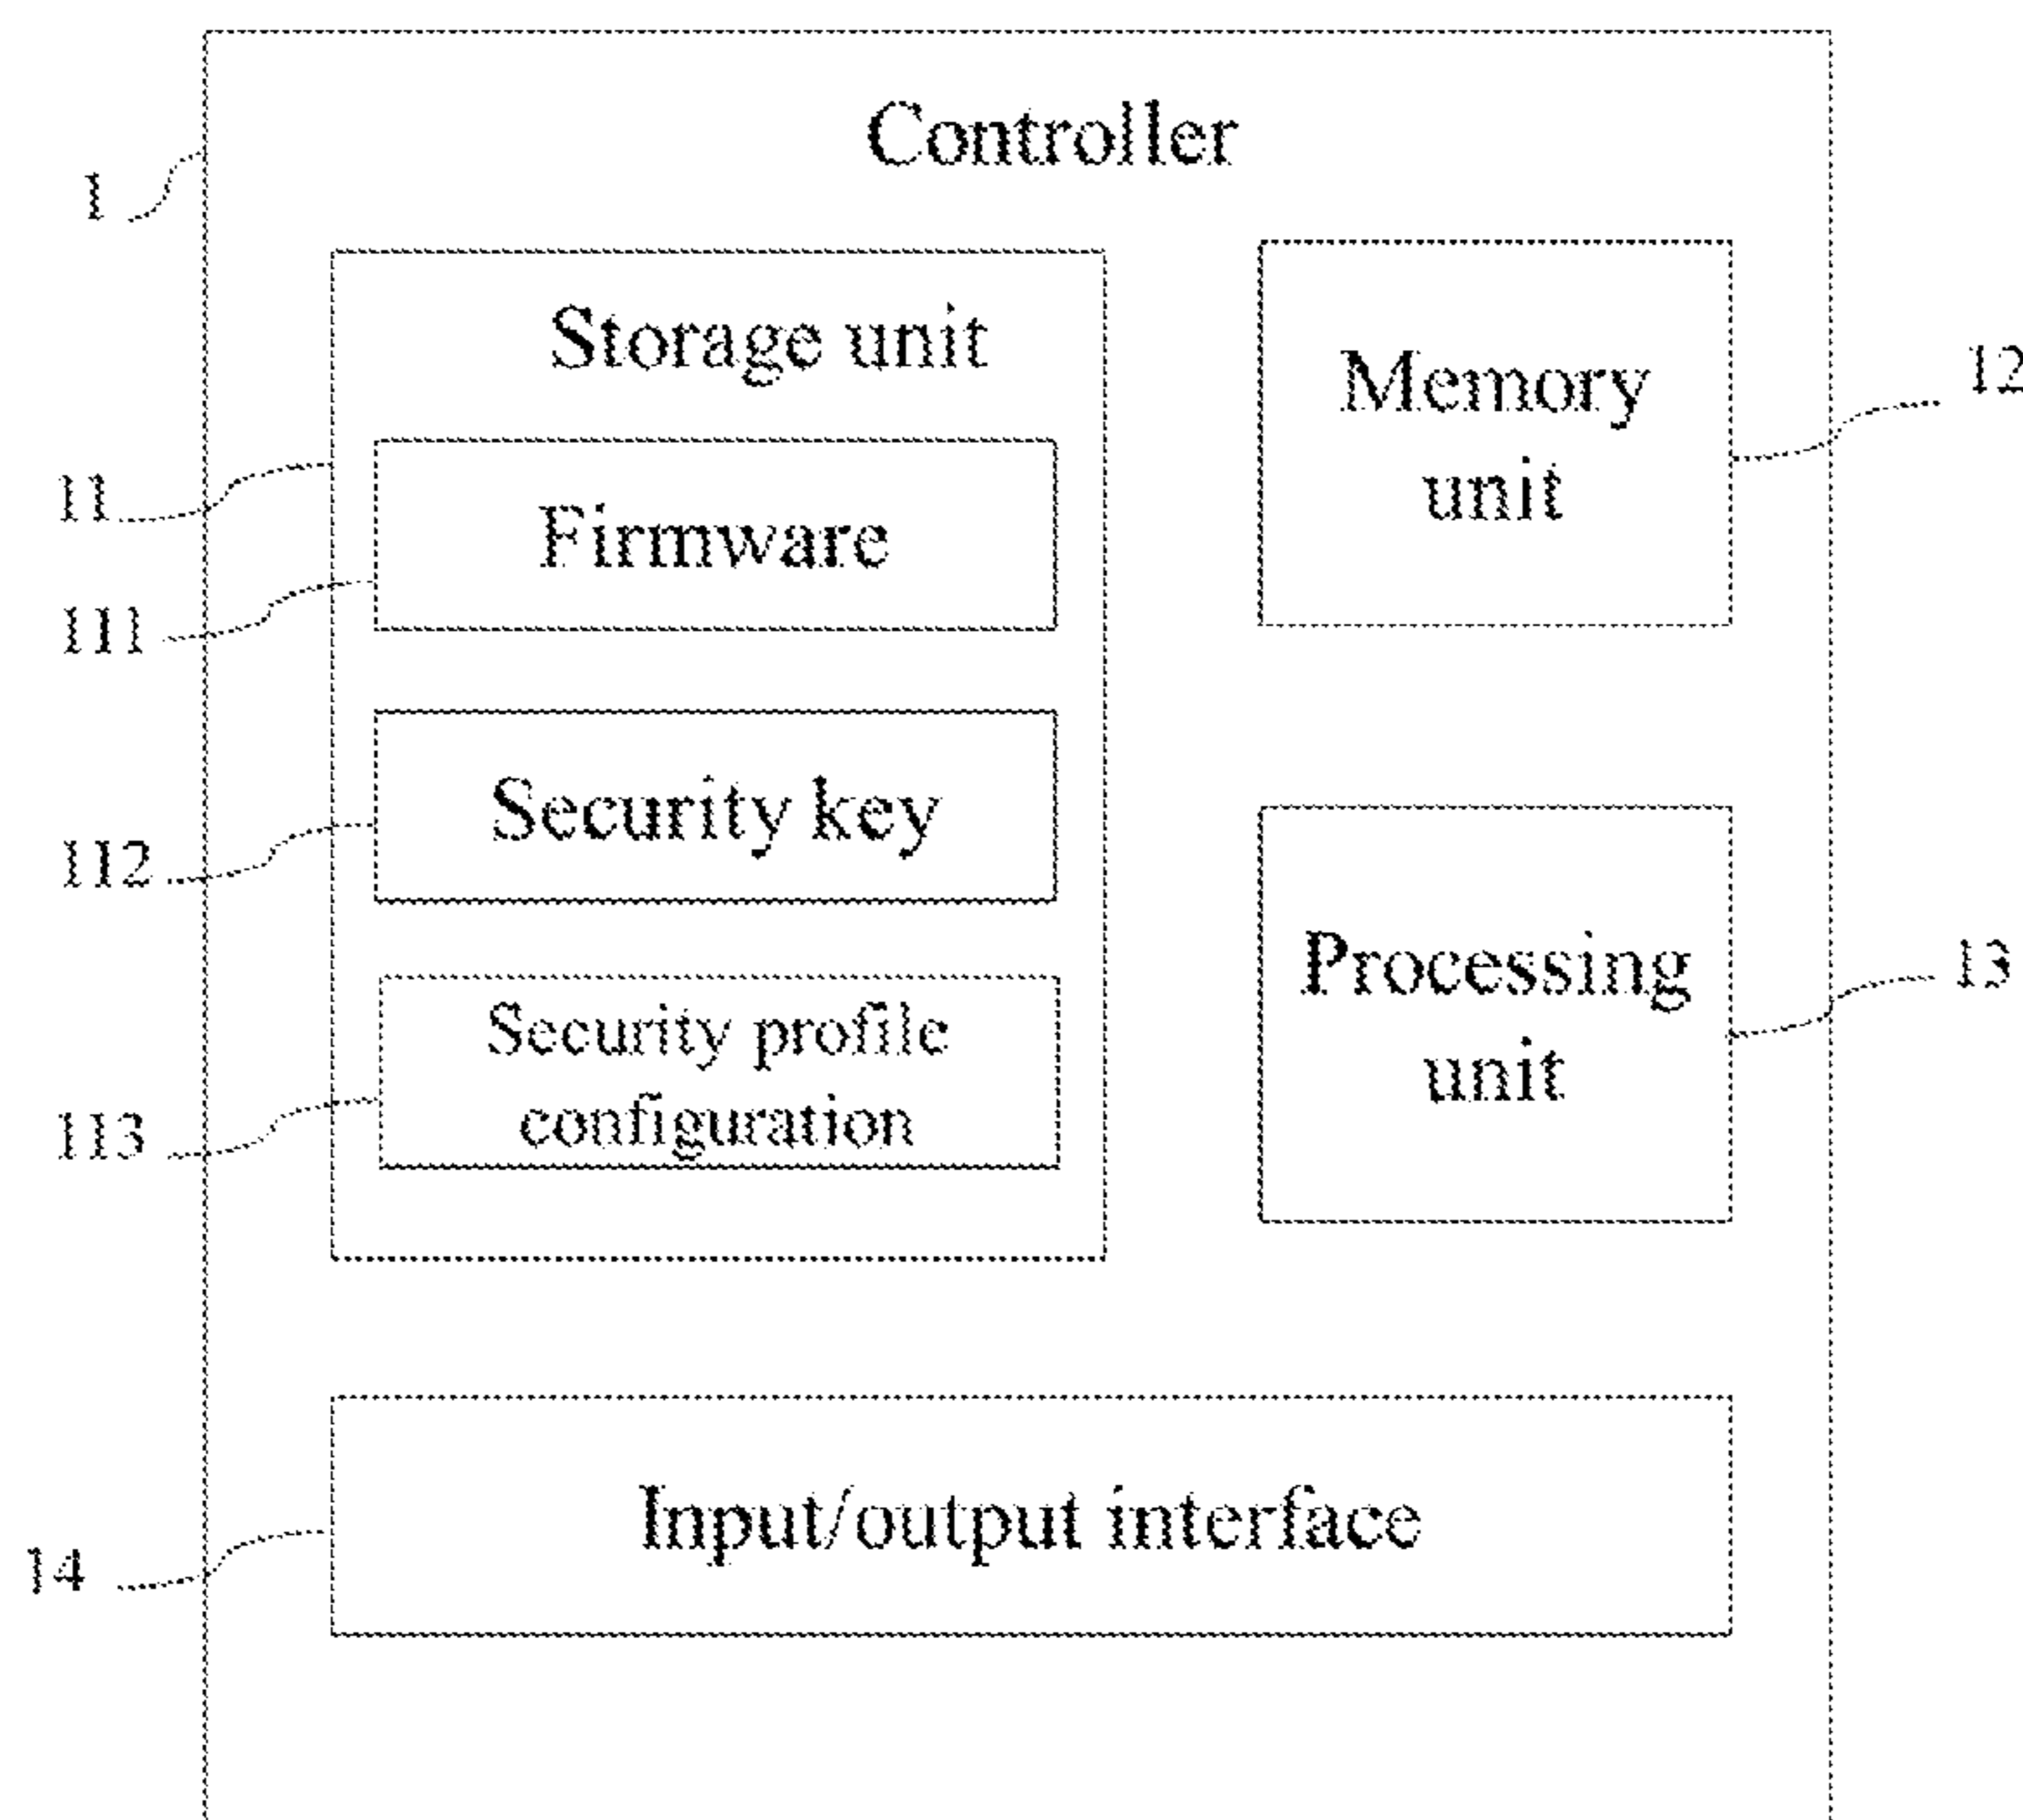 Controller
1
Storage unit
Memory
unit
12
11
Firmware
111
Security key
112
Processing
unit
13
Security profile
configuration
113
Input/output interface
14